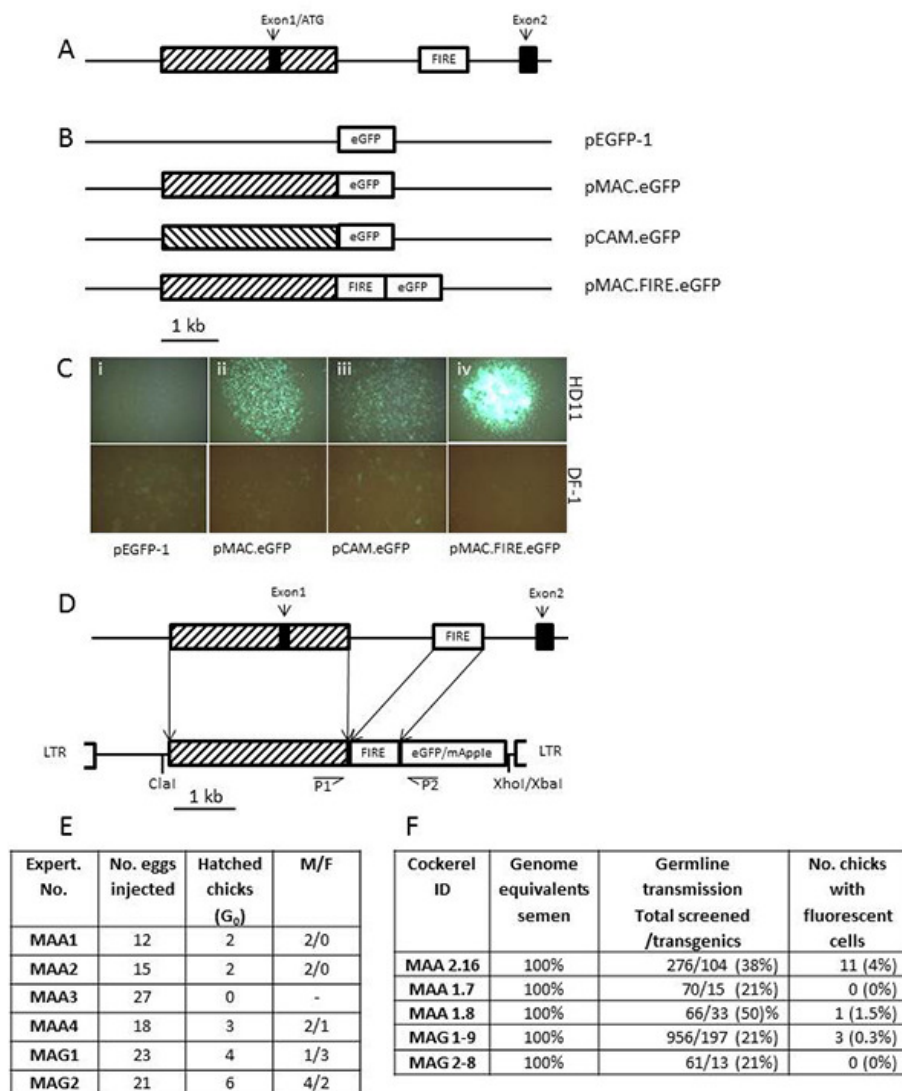 A
Exon1/ATG
Exon2
FIRE
B
eGFP
pEGFP-1
eGFP
pMAC.eGFP
eGFP
pCAM.eGFP
FIRE eGFP
pMAC.FIRE.eGFP
1 kb
C
i ii iii iv
HD11
DF-1
pEGFP-1 pMAC.eGFP pCAM.eGFP pMAC.FIRE.eGFP
D
Exon1
Exon2
FIRE
LTR FIRE eGFP/mApple LTR
ClaI P1 P2 XhoI/XbaI
1 kb
E
Expert. No. No. eggs injected Hatched chicks (G0) M/F
MAA1 12 2 2/0
MAA2 15 2 2/0
MAA3 27 0 -
MAA4 18 3 2/1
MAG1 23 4 1/3
MAG2 21 6 4/2
F
Cockerel ID Genome equivalents semen Germline transmission Total screened /transgenics No. chicks with fluorescent cells
MAA 2.16 100% 276/104 (38%) 11 (4%)
MAA 1.7 100% 70/15 (21%) 0 (0%)
MAA 1.8 100% 66/33 (50)% 1 (1.5%)
MAG 1-9 100% 956/197 (21%) 3 (0.3%)
MAG 2-8 100% 61/13 (21%) 0 (0%)